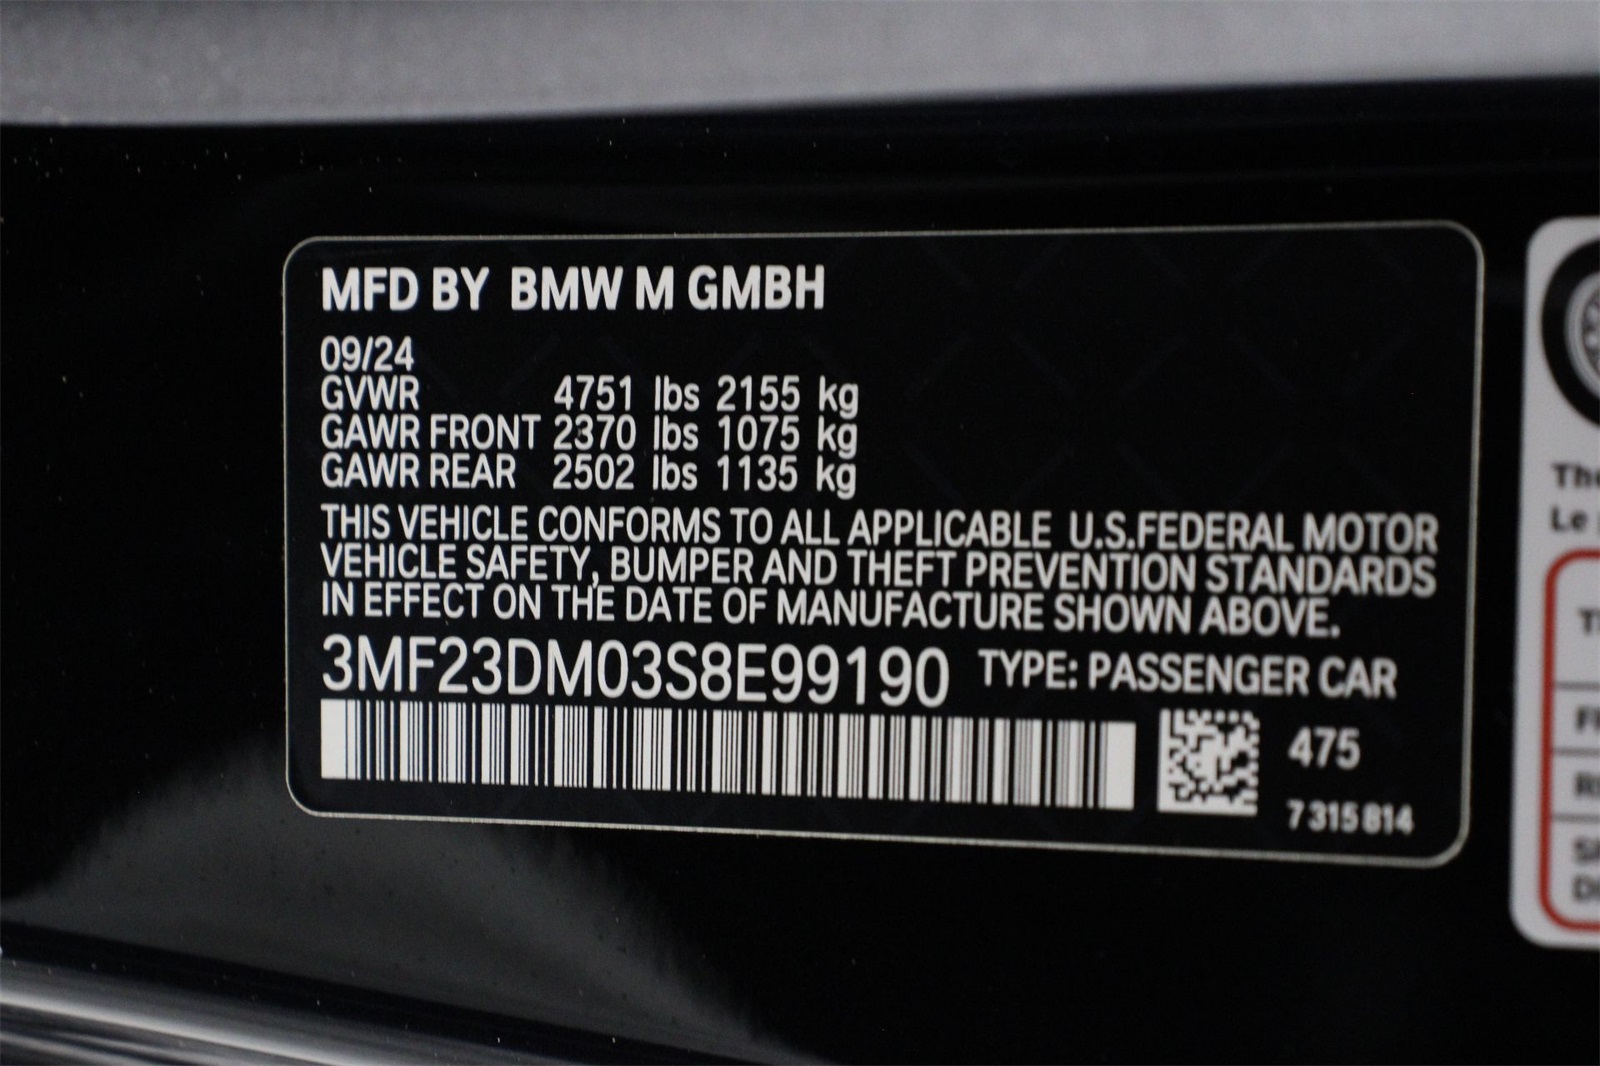 MFD BY BMW M GMBH
09/24
GVWR 4751 lbs 2155 kg
GAWR FRONT 2370 lbs 1075 kg
GAWR REAR 2502 lbs 1135 kg
THIS VEHICLE CONFORMS TO ALL APPLICABLE U.S.FEDERAL MOTOR
VEHICLE SAFETY, BUMPER AND THEFT PREVENTION STANDARDS
IN EFFECT ON THE DATE OF MANUFACTURE SHOWN ABOVE.
3MF23DM03S8E99190 TYPE: PASSENGER CAR
475
7 315 814
The
Le